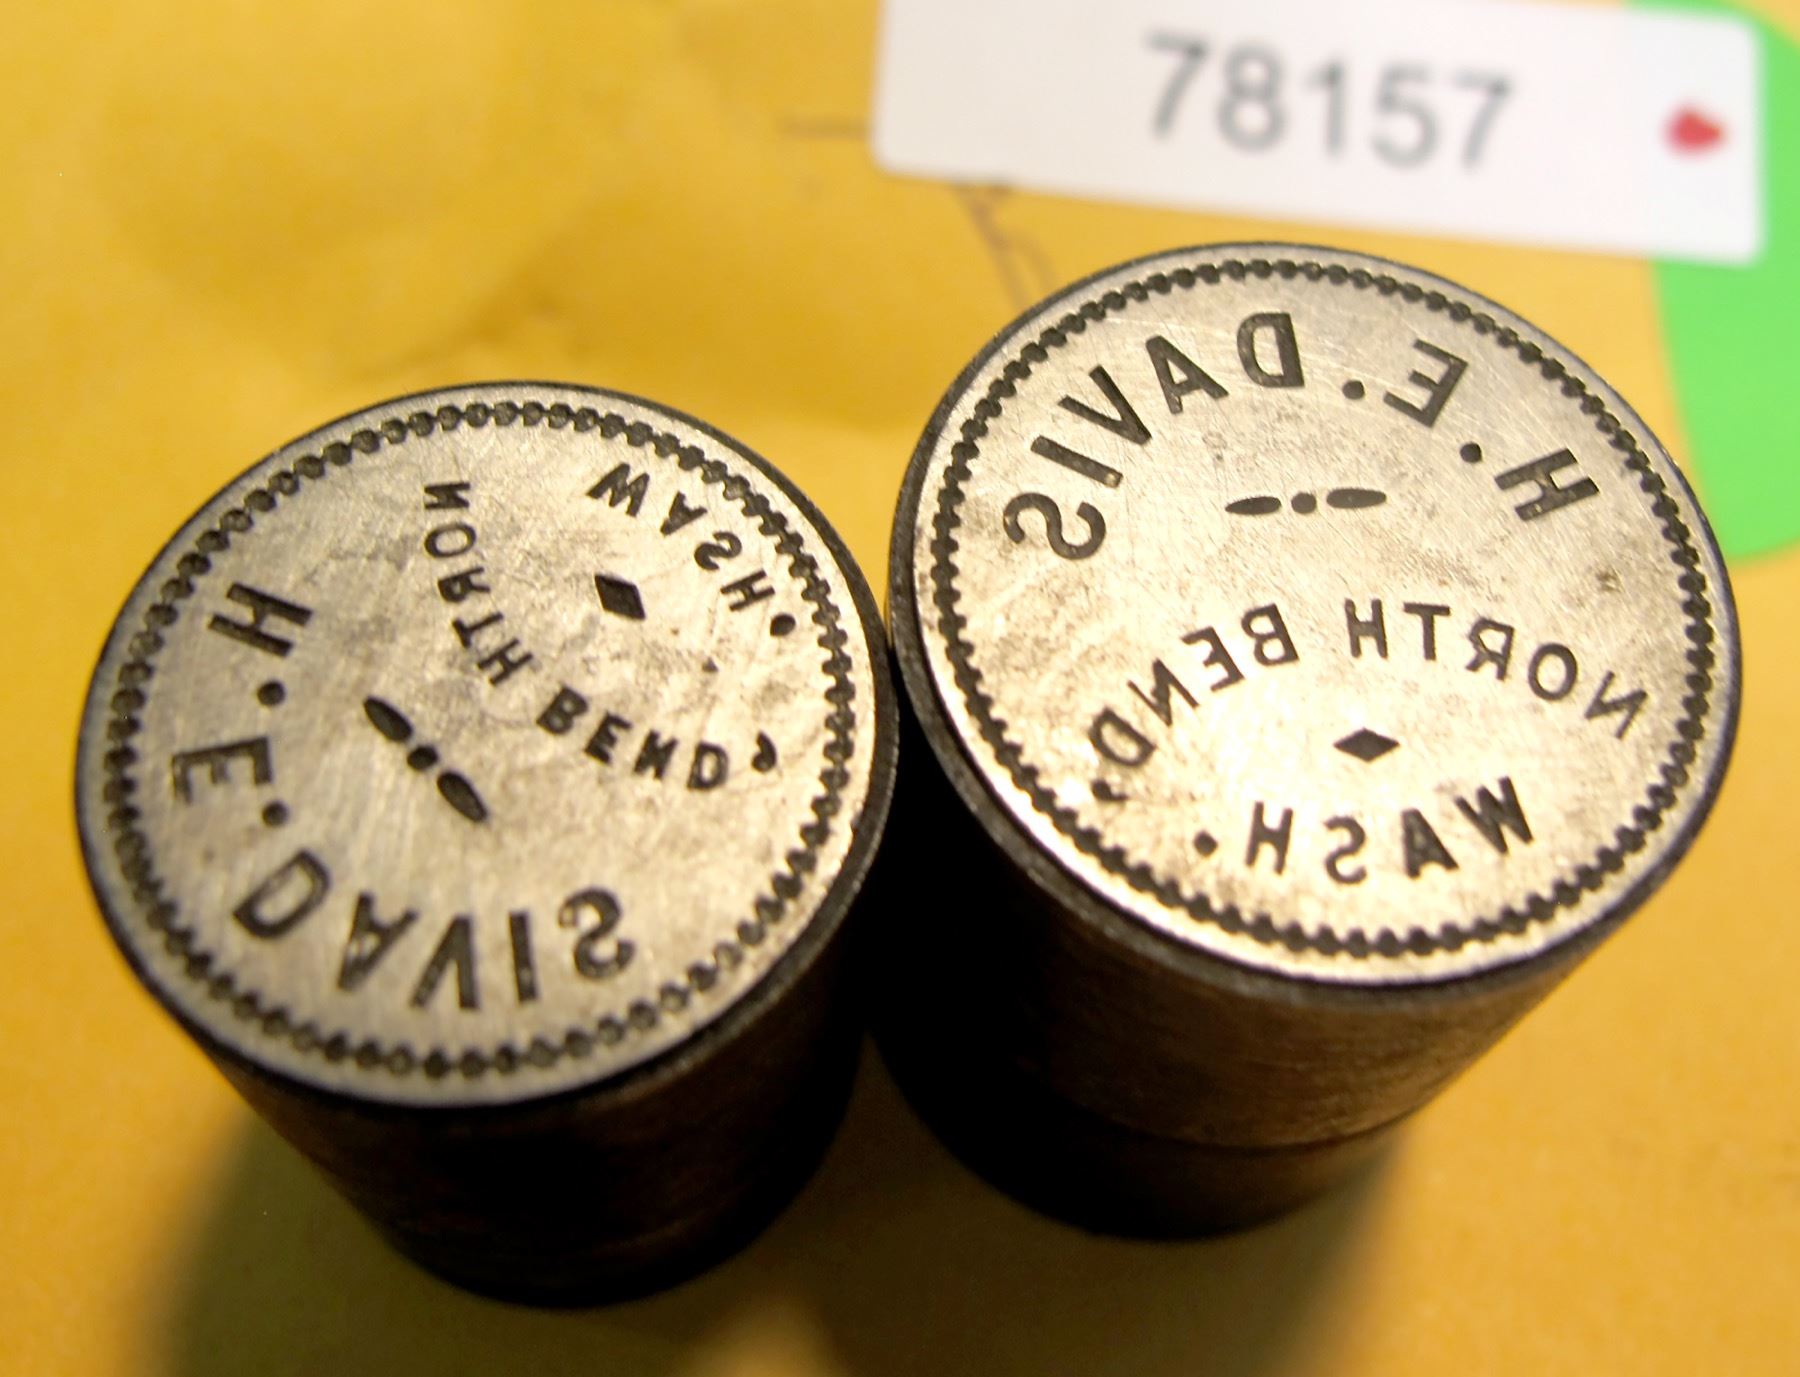 78157
H.E.DAVIS
NORTH BEND,
WASH.
H.E.DAVIS
NORTH BEND,
WASH.